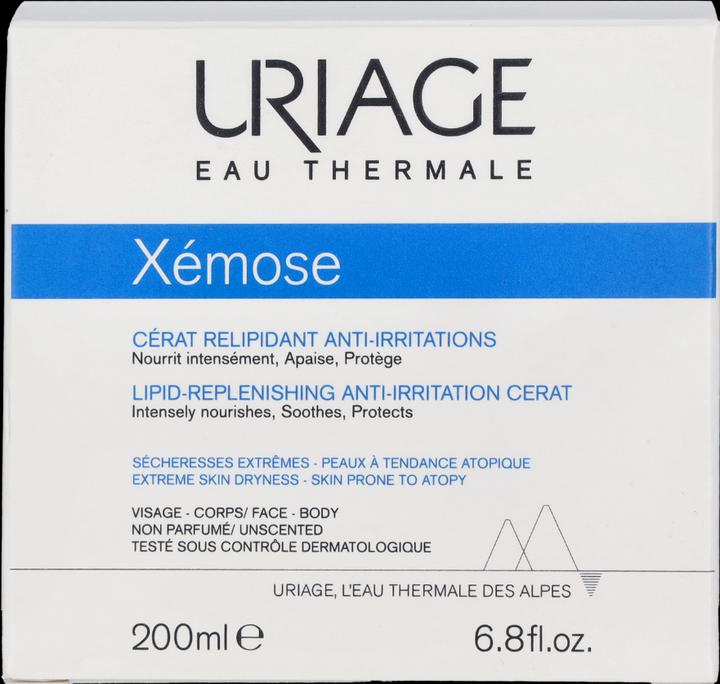 URIAGE
EAU THERMALE
Xémose
CÉRAT RELIPIDANT ANTI-IRRITATIONS
Nourrit intensément, Apaise, Protège
LIPID-REPLENISHING ANTI-IRRITATION CERAT
Intensely nourishes, Soothes, Protects
SÉCHERESSES EXTRÊMES - PEAUX À TENDANCE ATOPIQUE
EXTREME SKIN DRYNESS - SKIN PRONE TO ATOPY
VISAGE - CORPS/ FACE - BODY
NON PARFUMÉ/ UNSCENTED
TESTÉ SOUS CONTRÔLE DERMATOLOGIQUE
URIAGE, L'EAU THERMALE DES ALPES
200ml ℮ 6.8fl.oz.